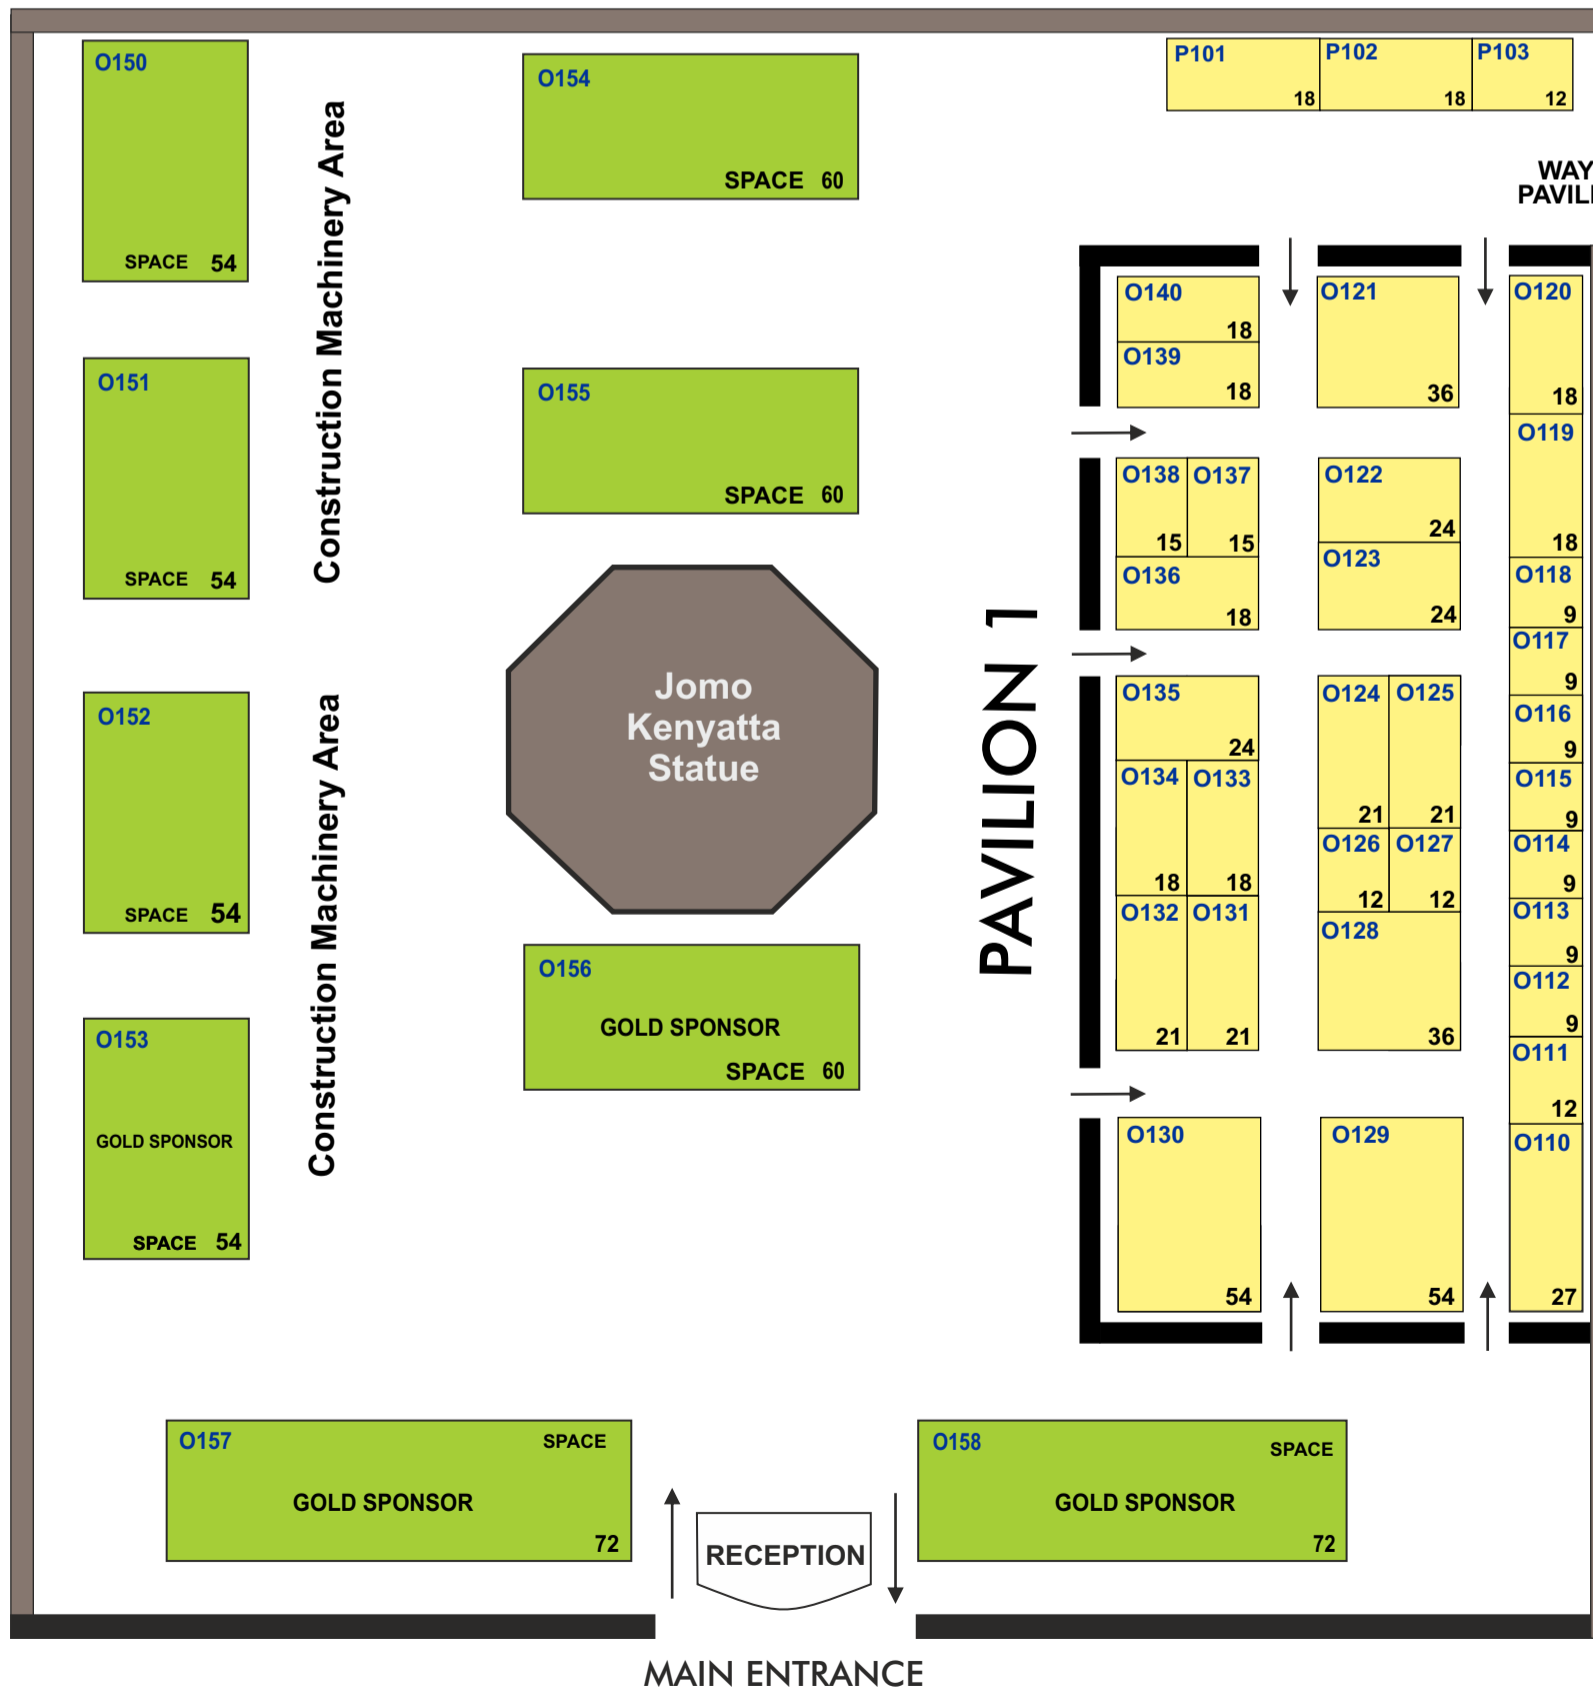 O150
SPACE 54
Construction Machinery Area
O151
SPACE 54
O152
SPACE 54
Construction Machinery Area
O153
GOLD SPONSOR
SPACE 54
O154
SPACE 60
O155
SPACE 60
Jomo
Kenyatta
Statue
O156
GOLD SPONSOR
SPACE 60
P101
18
P102
18
P103
12
WAY
PAVILI
PAVILION 1
O140
18
O139
18
O138
15
O137
15
O136
18
O135
24
O134
18
O133
18
O132
21
O131
21
O130
54
O121
36
O122
24
O123
24
O124
21
O125
21
O126
12
O127
12
O128
36
O129
54
O120
18
O119
18
O118
9
O117
9
O116
9
O115
9
O114
9
O113
9
O112
9
O111
12
O110
27
O157
SPACE
GOLD SPONSOR
72
RECEPTION
O158
SPACE
GOLD SPONSOR
72
MAIN ENTRANCE